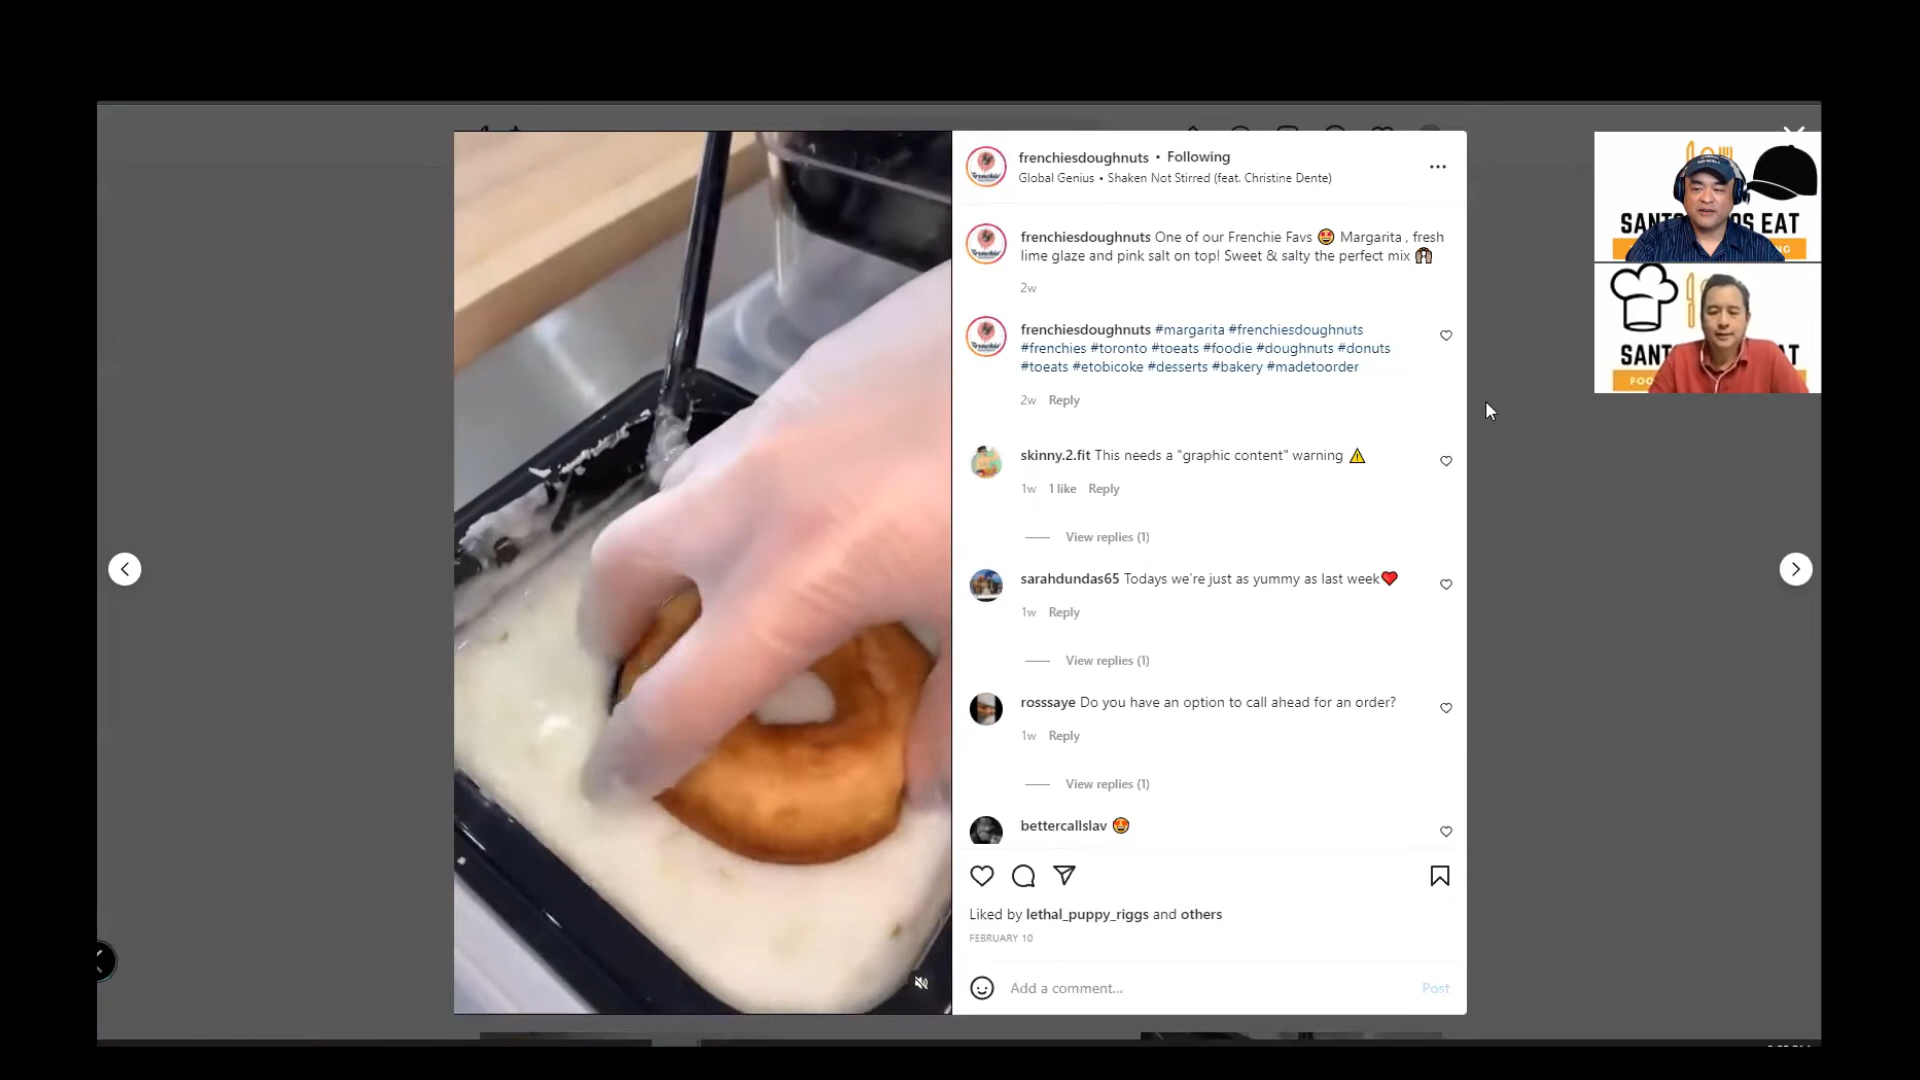 frenchiesdoughnuts • Following
Global Genius • Shaken Not Stirred (feat. Christine Dente)
frenchiesdoughnuts One of our Frenchie Favs 🤩 Margarita , fresh
lime glaze and pink salt on top! Sweet & salty the perfect mix 🙌
2w
frenchiesdoughnuts #margarita #frenchiesdoughnuts
#frenchies #toronto #toeats #foodie #doughnuts #donuts
#toeats #etobicoke #desserts #bakery #madetoorder
2w Reply
skinny.2.fit This needs a "graphic content" warning ⚠️
1w 1 like Reply
View replies (1)
sarahdundas65 Todays we're just as yummy as last week❤️
1w Reply
View replies (1)
rosssaye Do you have an option to call ahead for an order?
1w Reply
View replies (1)
bettercallslav 🤩
Liked by lethal_puppy_riggs and others
FEBRUARY 10
Add a comment...
Post
EAT